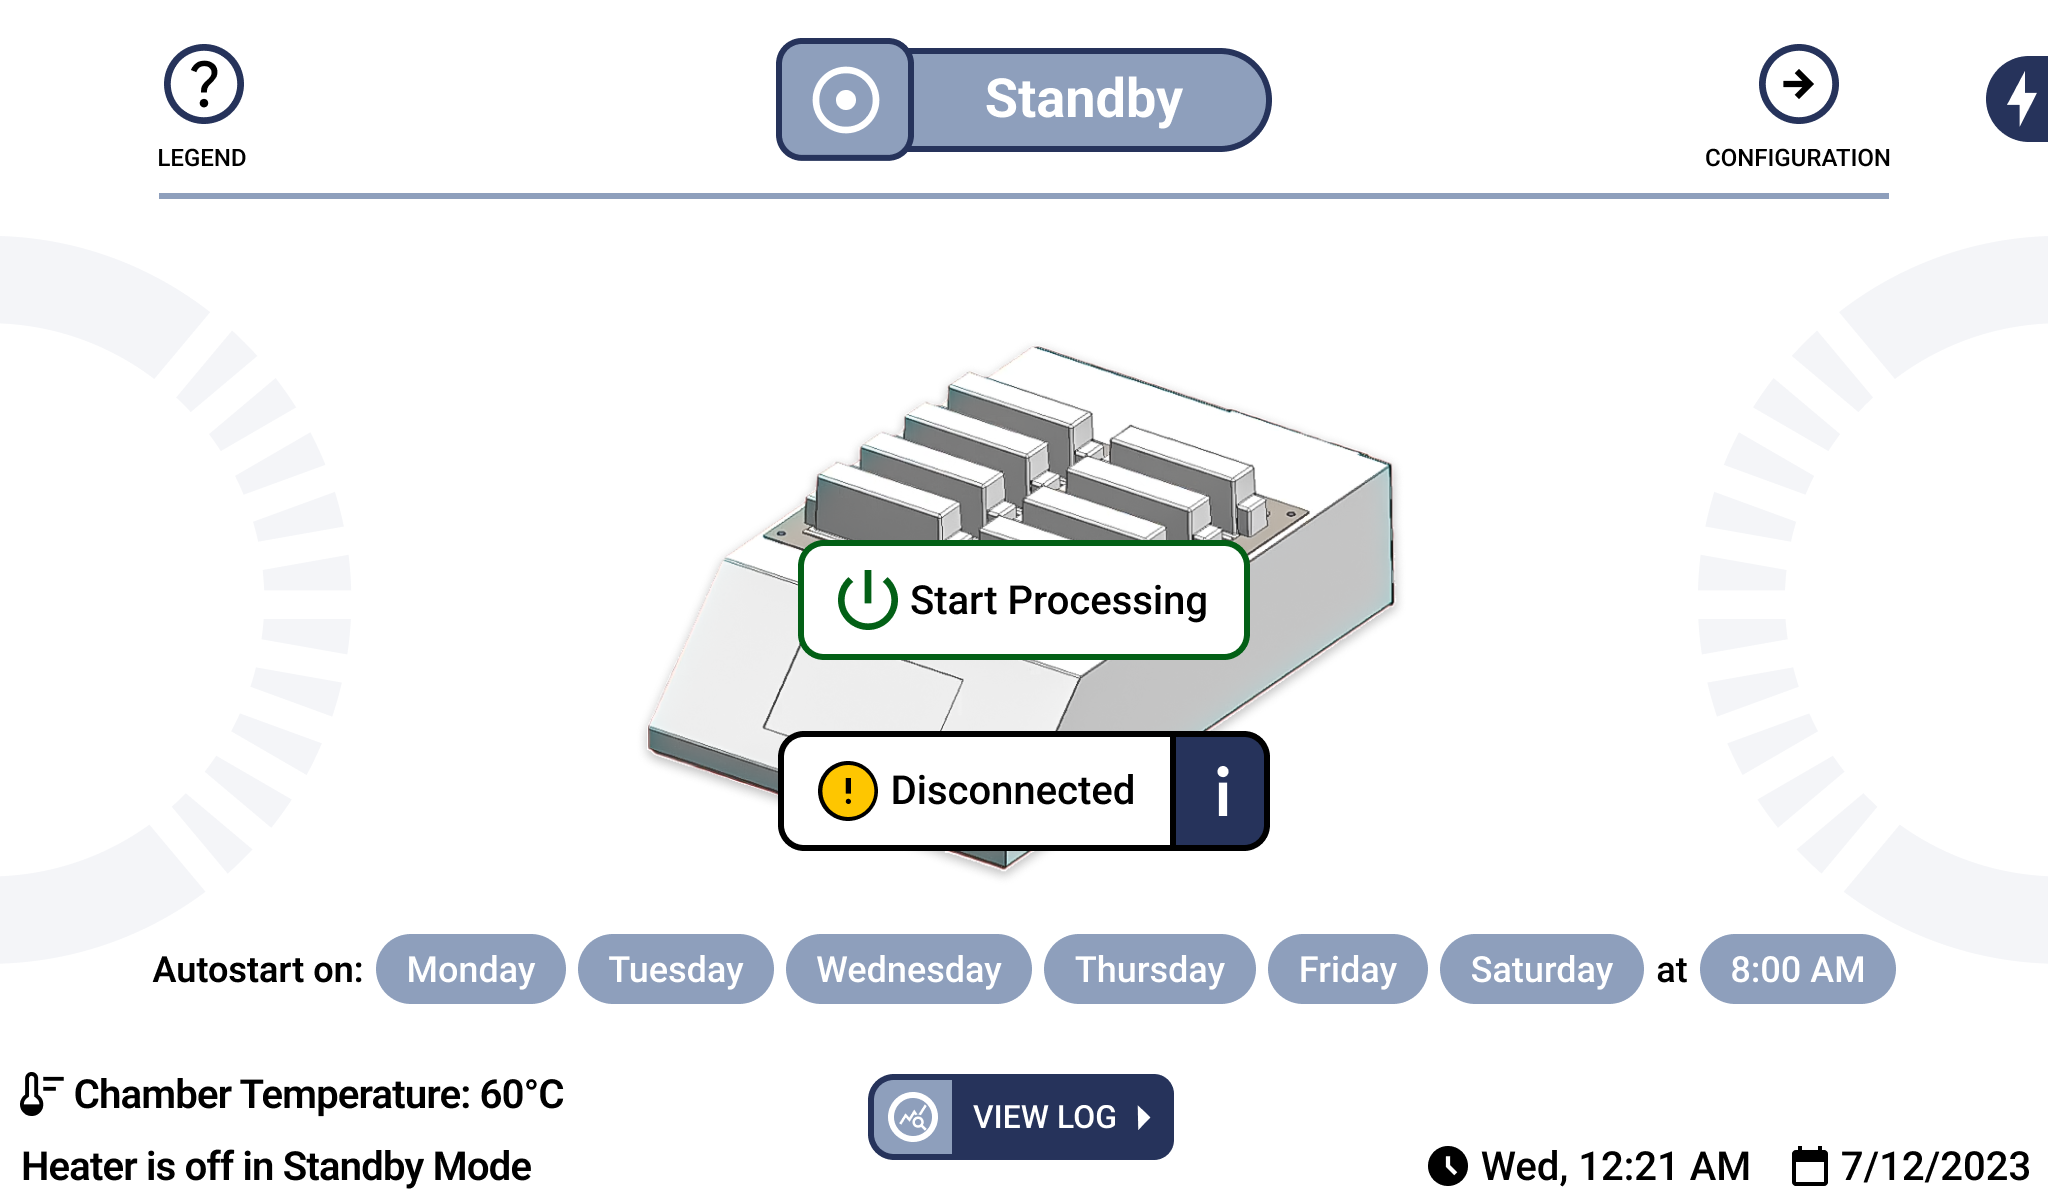 Standby
LEGEND
CONFIGURATION
Start Processing
Disconnected
Autostart on: Monday Tuesday Wednesday Thursday Friday Saturday at 8:00 AM
Chamber Temperature: 60°C
VIEW LOG
Heater is off in Standby Mode
Wed, 12:21 AM 7/12/2023